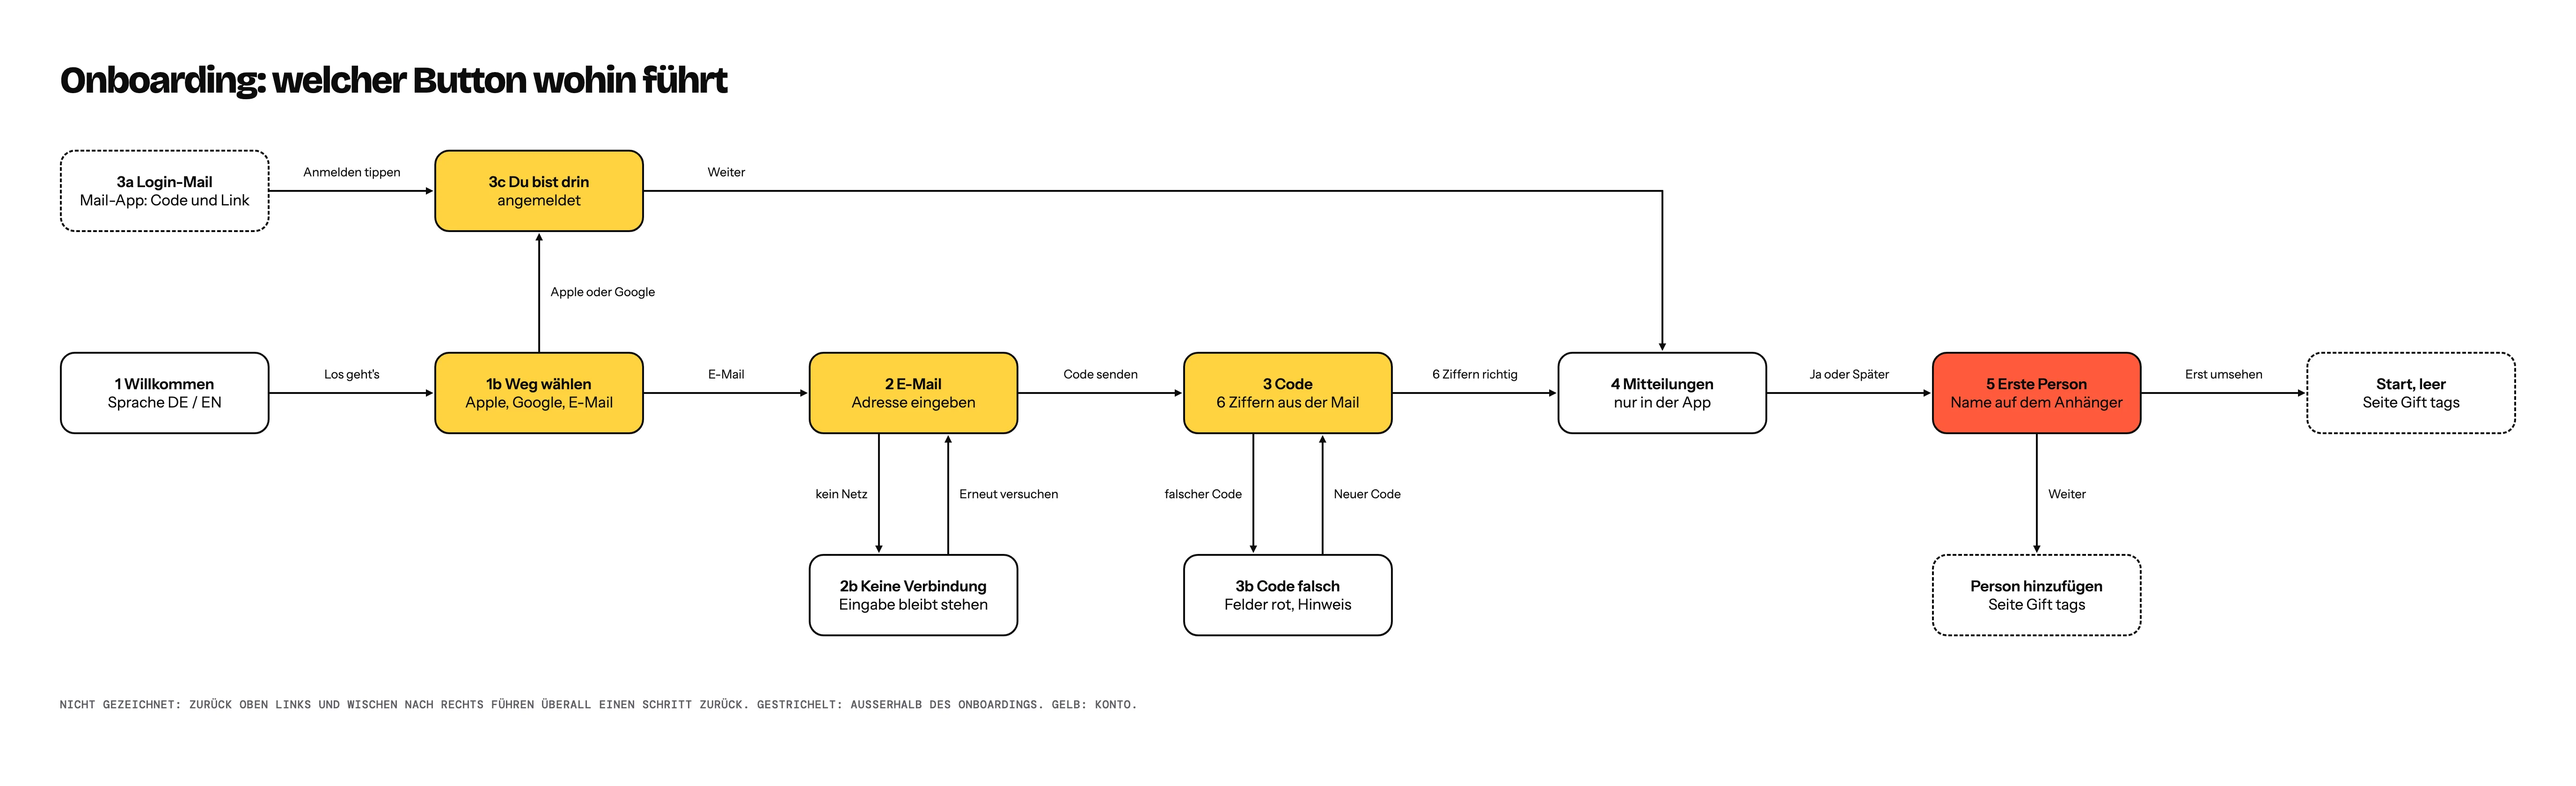 Onboarding: welcher Button wohin führt
3a Login-Mail
Mail-App: Code und Link
Anmelden tippen
3c Du bist drin
angemeldet
Weiter
Apple oder Google
1 Willkommen
Sprache DE / EN
Los geht's
1b Weg wählen
Apple, Google, E-Mail
E-Mail
2 E-Mail
Adresse eingeben
Code senden
3 Code
6 Ziffern aus der Mail
6 Ziffern richtig
4 Mitteilungen
nur in der App
Ja oder Später
5 Erste Person
Name auf dem Anhänger
Erst umsehen
Start, leer
Seite Gift tags
kein Netz
Erneut versuchen
falscher Code
Neuer Code
Weiter
2b Keine Verbindung
Eingabe bleibt stehen
3b Code falsch
Felder rot, Hinweis
Person hinzufügen
Seite Gift tags
NICHT GEZEICHNET: ZURÜCK OBEN LINKS UND WISCHEN NACH RECHTS FÜHREN ÜBERALL EINEN SCHRITT ZURÜCK. GESTRICHELT: AUSSERHALB DES ONBOARDINGS. GELB: KONTO.